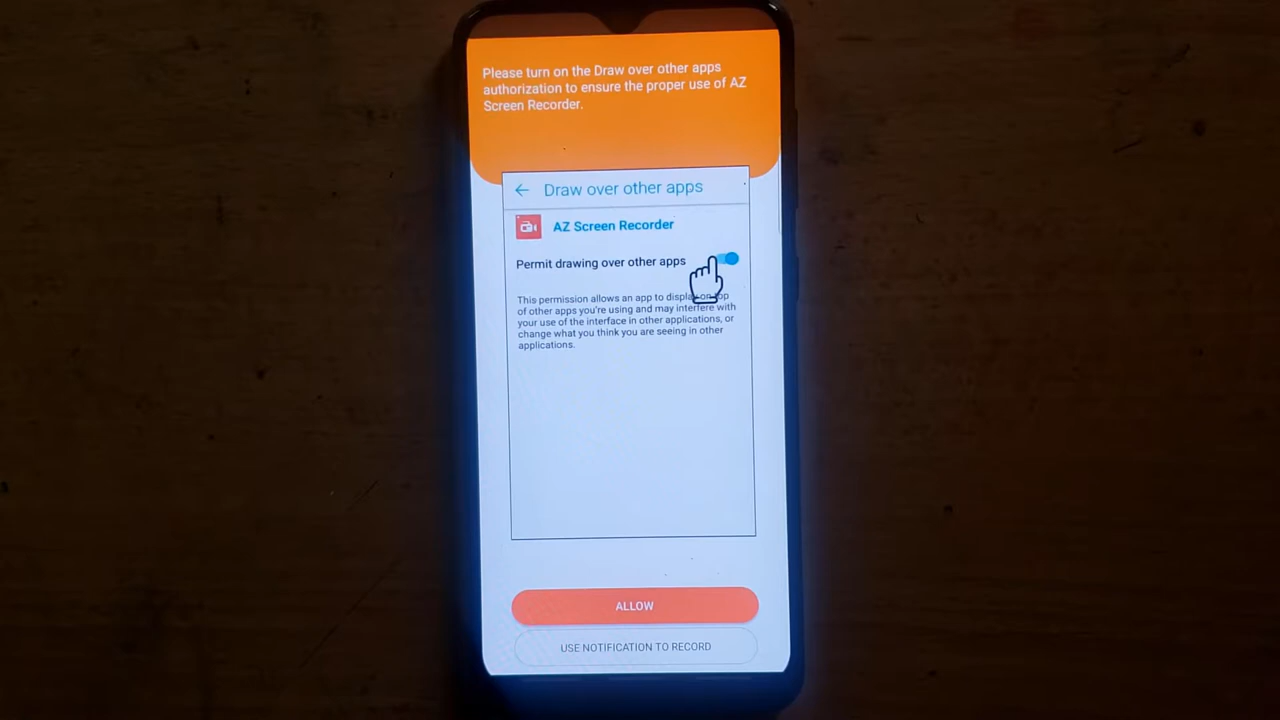 Please turn on the Draw over other apps
authorization to ensure the proper use of AZ
Screen Recorder.
Draw over other apps
AZ Screen Recorder
Permit drawing over other apps
This permission allows an app to display on top
of other apps you're using and may interfere with
your use of the interface in other applications, or
change what you think you are seeing in other
applications.
ALLOW
USE NOTIFICATION TO RECORD